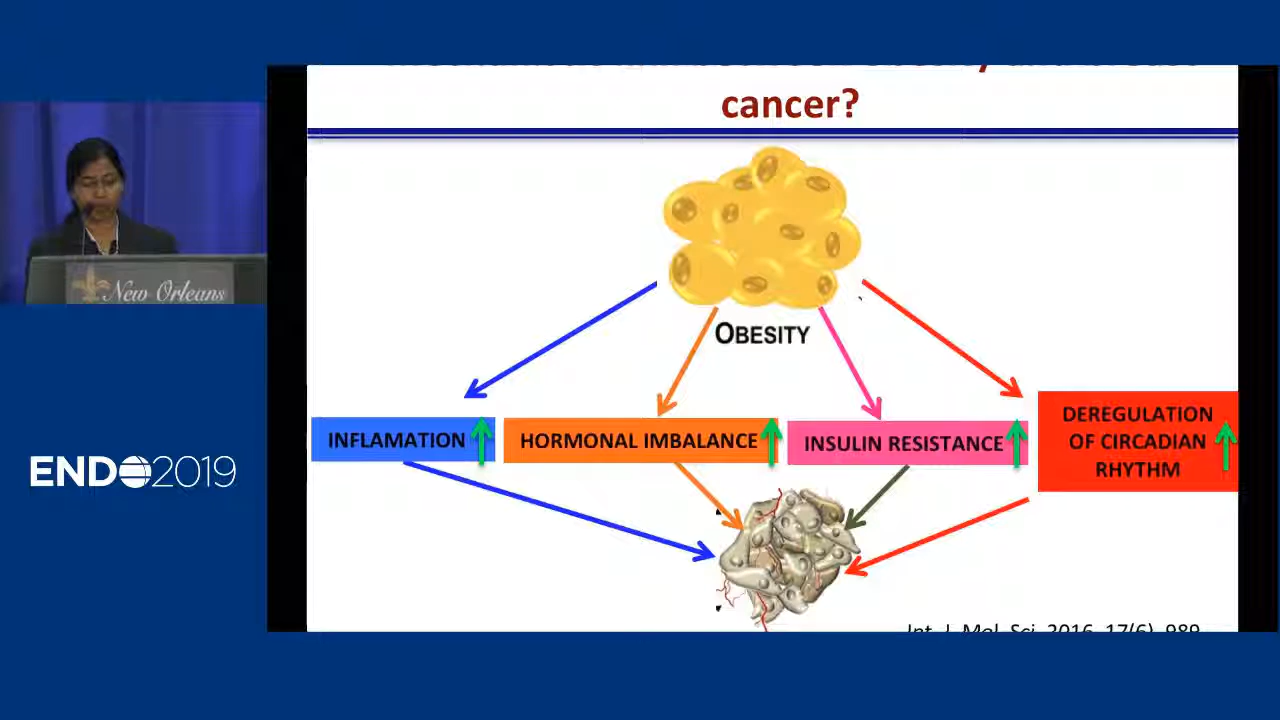 cancer?
OBESITY
INFLAMATION
HORMONAL IMBALANCE
INSULIN RESISTANCE
DEREGULATION
OF CIRCADIAN
RHYTHM
Int. J. Mol. Sci. 2016, 17(6), 989
New Orleans
ENDO2019